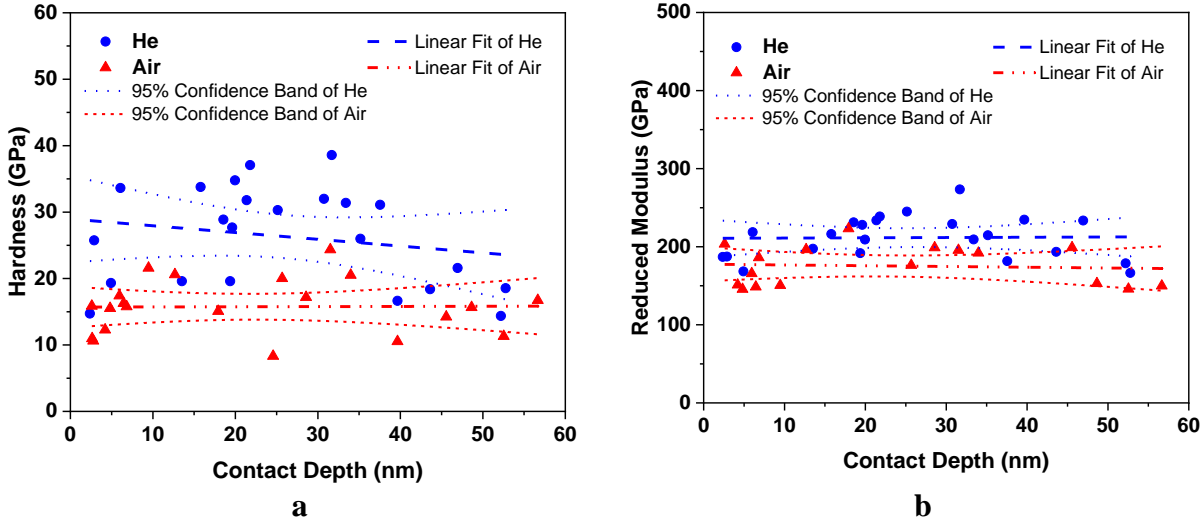 60
50
40
30
20
10
0
Hardness (GPa)
He
Air
95% Confidence Band of He
95% Confidence Band of Air
Linear Fit of He
Linear Fit of Air
0 10 20 30 40 50 60
Contact Depth (nm)
a
500
400
300
200
100
0
Reduced Modulus (GPa)
He
Air
95% Confidence Band of He
95% Confidence Band of Air
Linear Fit of He
Linear Fit of Air
0 10 20 30 40 50 60
Contact Depth (nm)
b